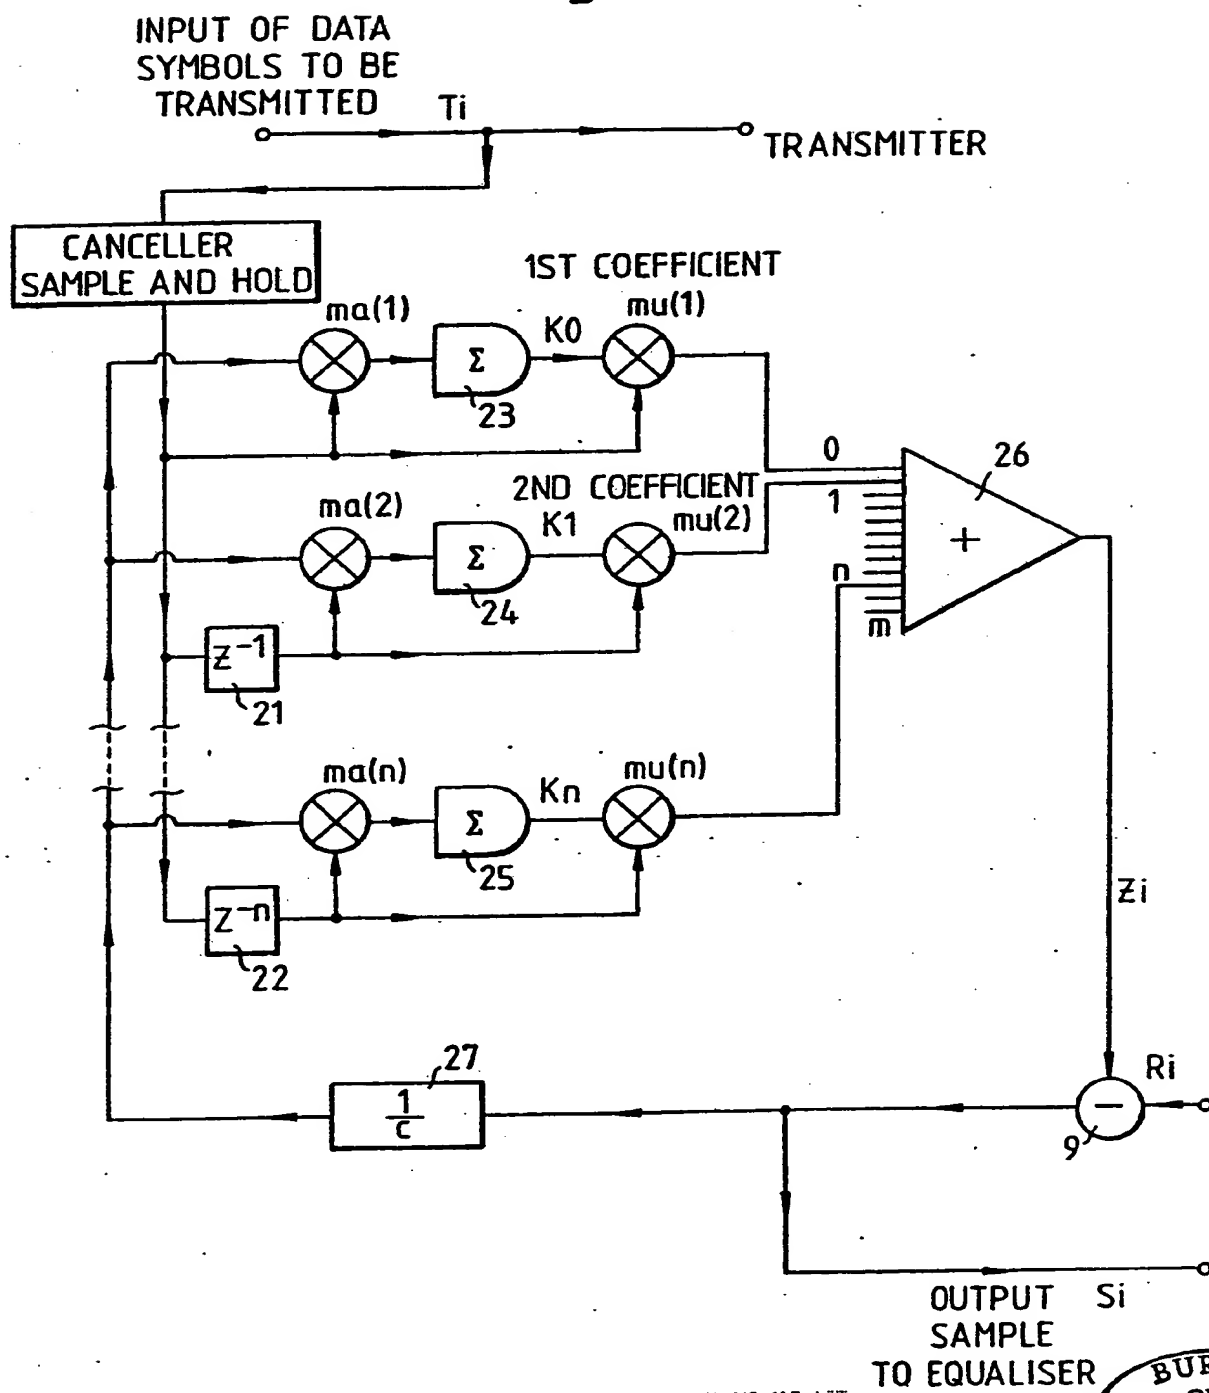 INPUT OF DATA
SYMBOLS TO BE
TRANSMITTED
Ti
TRANSMITTER
CANCELLER
SAMPLE AND HOLD
1ST COEFFICIENT
ma(1)
K0
mu(1)
Σ
23
0
26
2ND COEFFICIENT
ma(2)
K1
mu(2)
1
Σ
24
+
n
m
Z⁻¹
21
ma(n)
Kn
mu(n)
Σ
25
Zi
Z⁻ⁿ
22
27
1
c
Ri
−
9
OUTPUT Si
SAMPLE
TO EQUALISER